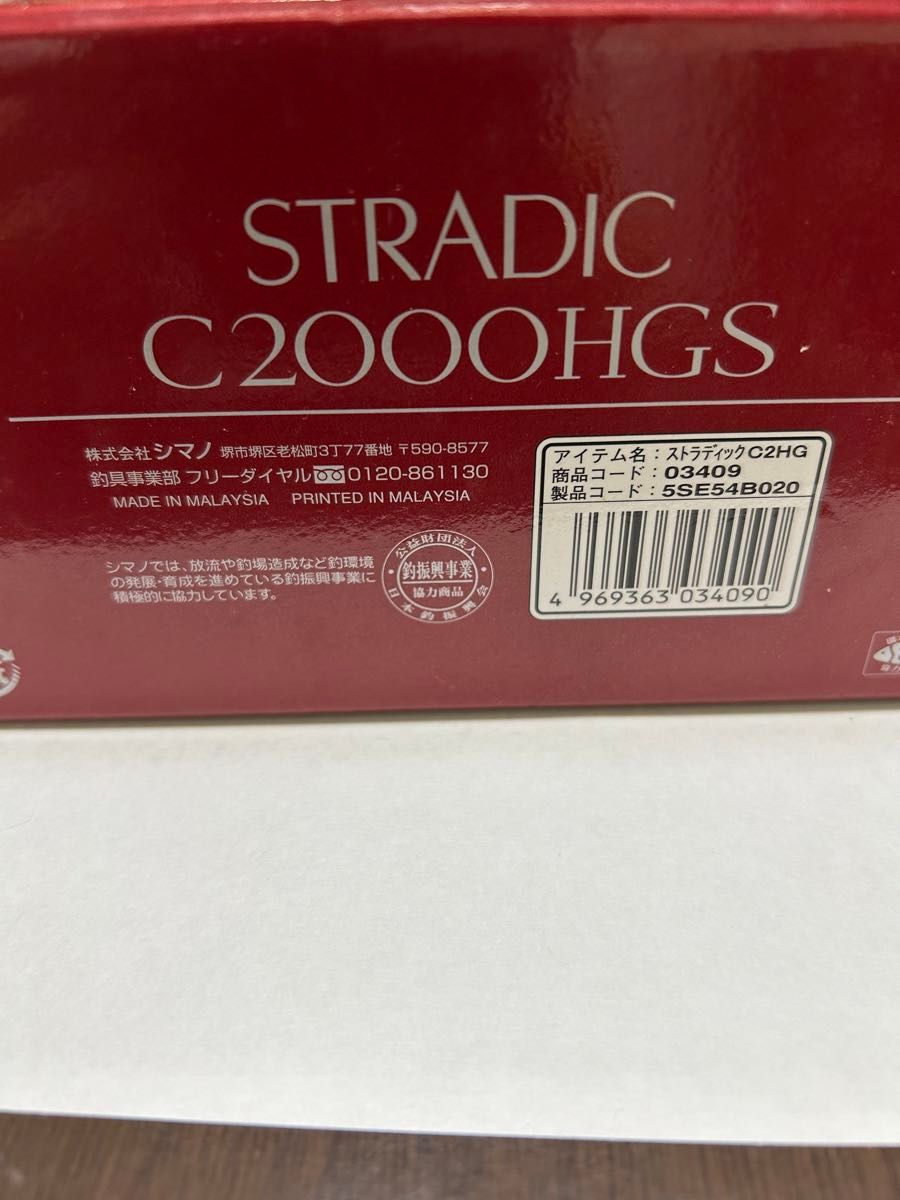 STRADIC
C2000HGS
株式会社シマノ 堺市堺区老松町3丁77番地 〒590-8577
釣具事業部 フリーダイヤル 0120-861130
MADE IN MALAYSIA PRINTED IN MALAYSIA
シマノでは、放流や釣場造成など釣環境
の発展・育成を進めている釣振興事業に
積極的に協力しています。
公益財団法人
釣振興事業
協力商品
日本釣振興会
アイテム名：ストラディックC2HG
商品コード：03409
製品コード：5SE54B020
4 969363 034090